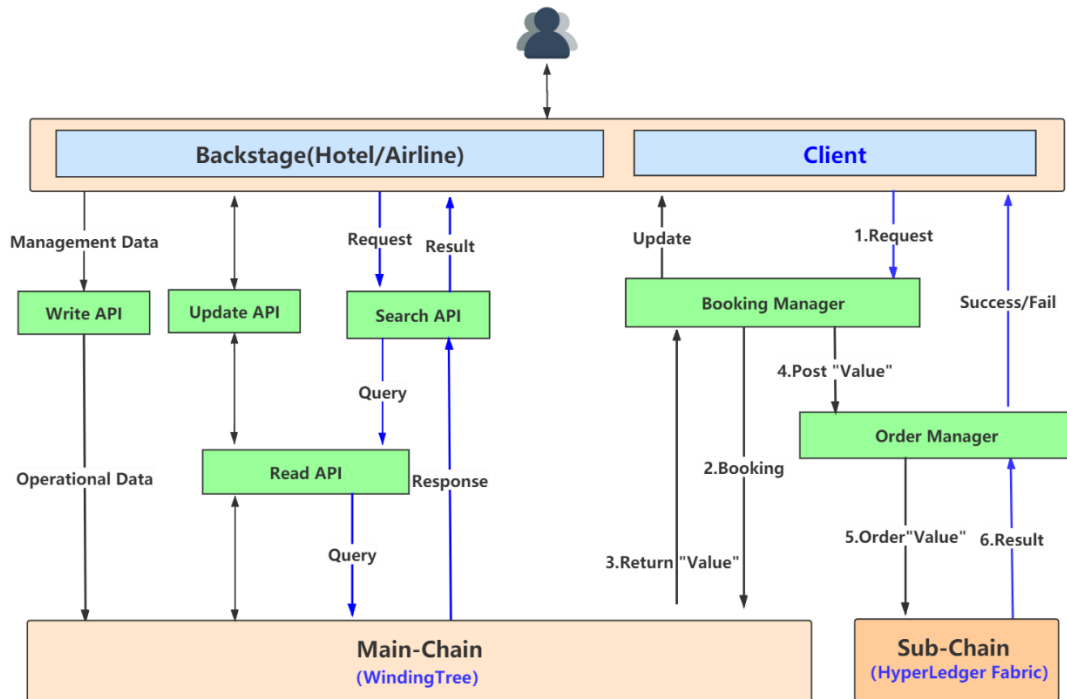 Backstage(Hotel/Airline)
Client
Management Data
Request
Result
Update
1.Request
Write API
Update API
Search API
Booking Manager
Success/Fail
4.Post "Value"
Query
Order Manager
Read API
Operational Data
Response
2.Booking
5.Order"Value"
6.Result
Query
3.Return "Value"
Main-Chain
(WindingTree)
Sub-Chain
(HyperLedger Fabric)